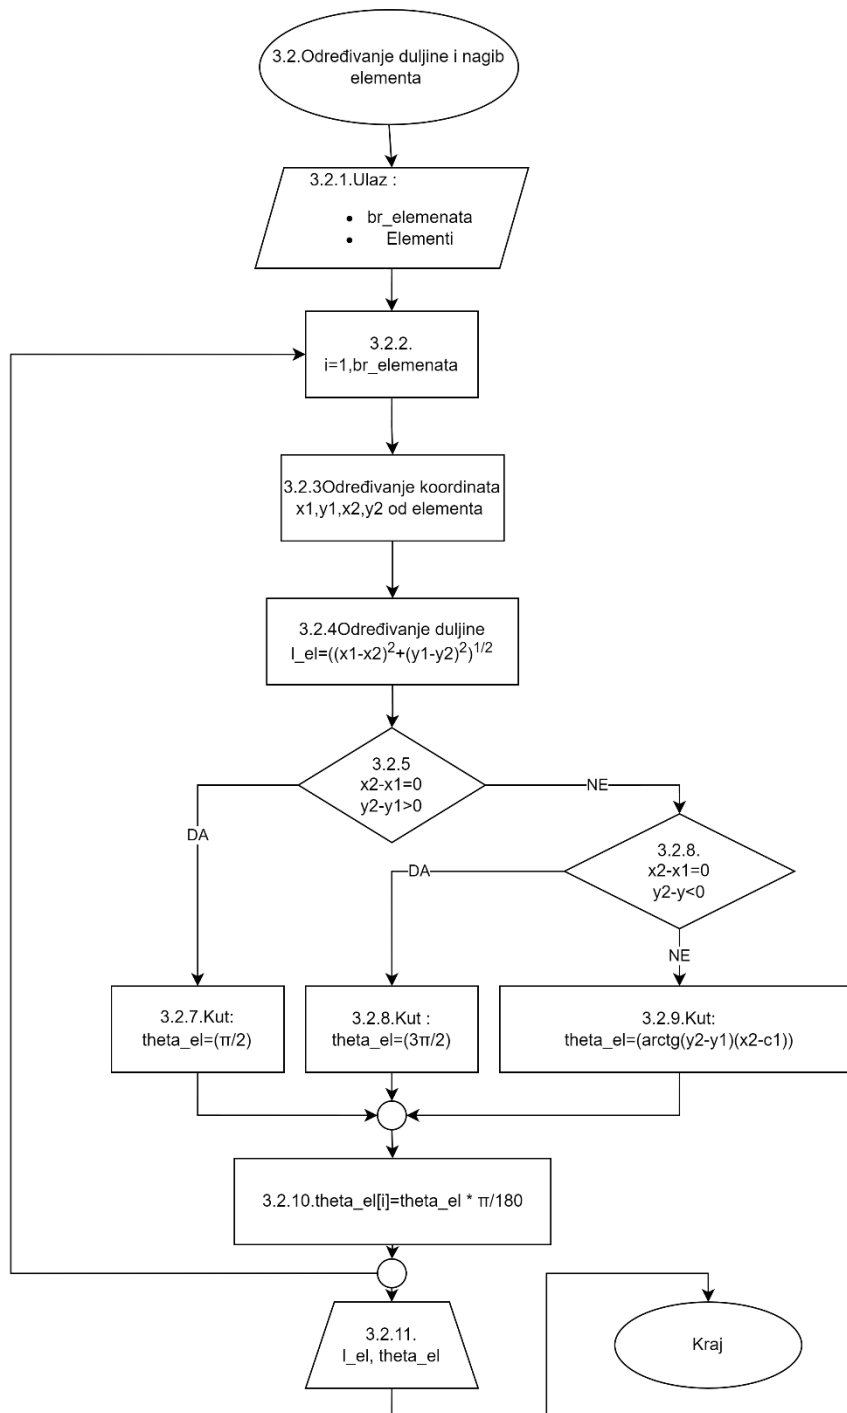 3.2.Određivanje duljine i nagib
elementa
3.2.1.Ulaz :
• br_elemenata
• Elementi
3.2.2.
i=1,br_elemenata
3.2.3Određivanje koordinata
x1,y1,x2,y2 od elementa
3.2.4Određivanje duljine
l_el=((x1-x2)²+(y1-y2)²)^1/2
3.2.5
x2-x1=0
y2-y1>0
NE
DA
3.2.8.
x2-x1=0
y2-y<0
DA
NE
3.2.7.Kut:
theta_el=(π/2)
3.2.8.Kut :
theta_el=(3π/2)
3.2.9.Kut:
theta_el=(arctg(y2-y1)(x2-c1))
3.2.10.theta_el[i]=theta_el * π/180
3.2.11.
l_el, theta_el
Kraj